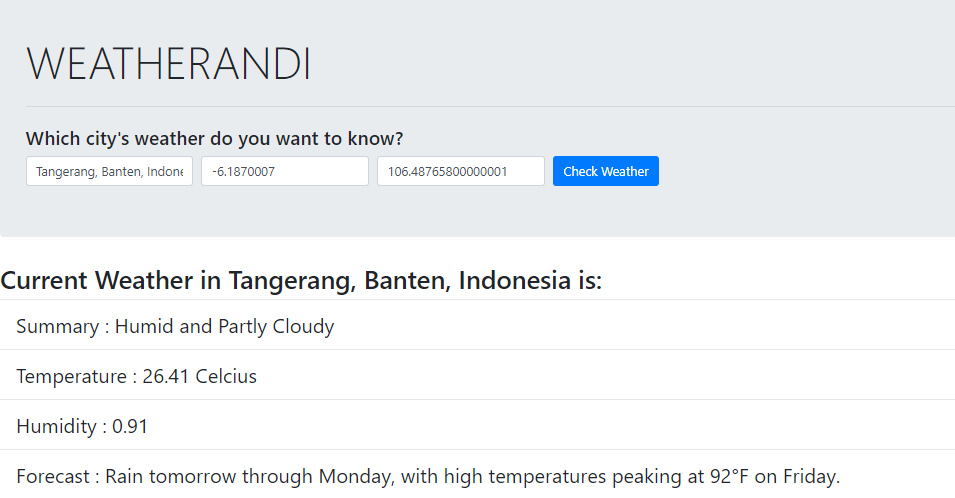 WEATHERANDI
Which city's weather do you want to know?
Tangerang, Banten, Indone -6.1870007 106.48765800000001 Check Weather
Current Weather in Tangerang, Banten, Indonesia is:
Summary : Humid and Partly Cloudy
Temperature : 26.41 Celcius
Humidity : 0.91
Forecast : Rain tomorrow through Monday, with high temperatures peaking at 92°F on Friday.